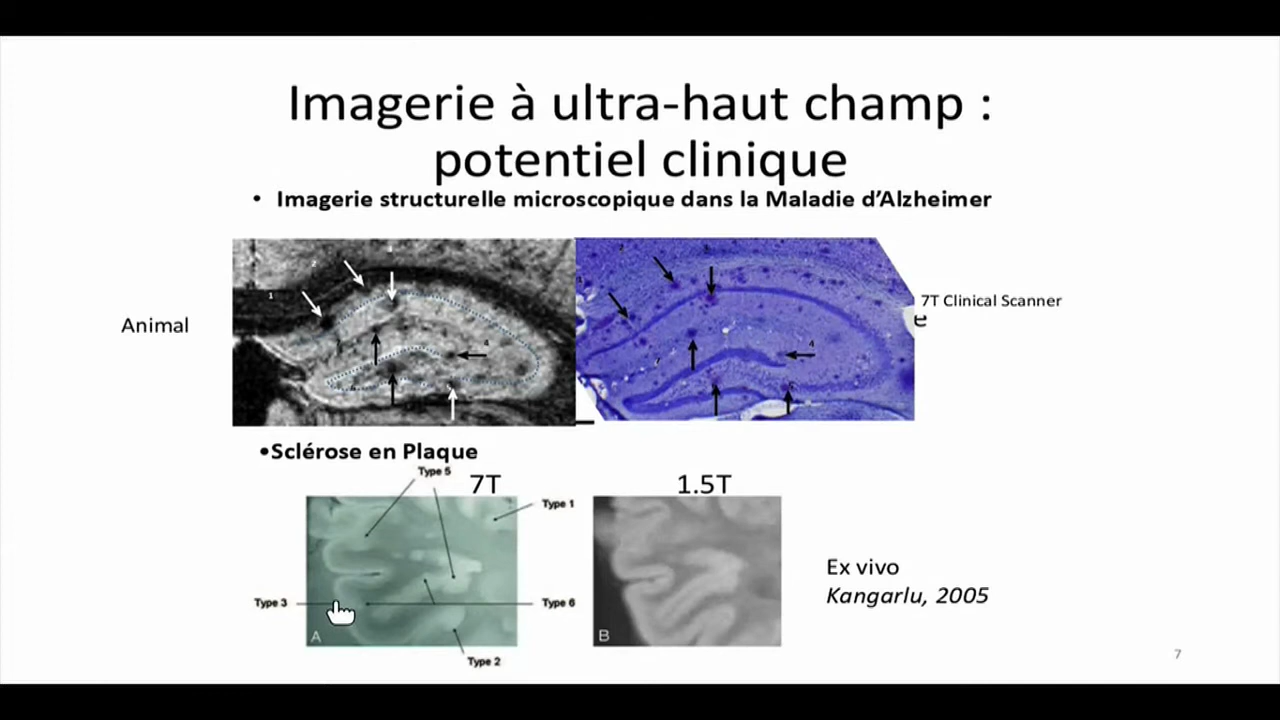 Imagerie à ultra-haut champ :
potentiel clinique
• Imagerie structurelle microscopique dans la Maladie d’Alzheimer
Animal
7T Clinical Scanner
e
•Sclérose en Plaque
Type 5
7T
1.5T
Type 1
Type 3
Type 6
Type 2
A
B
Ex vivo
Kangarlu, 2005
7